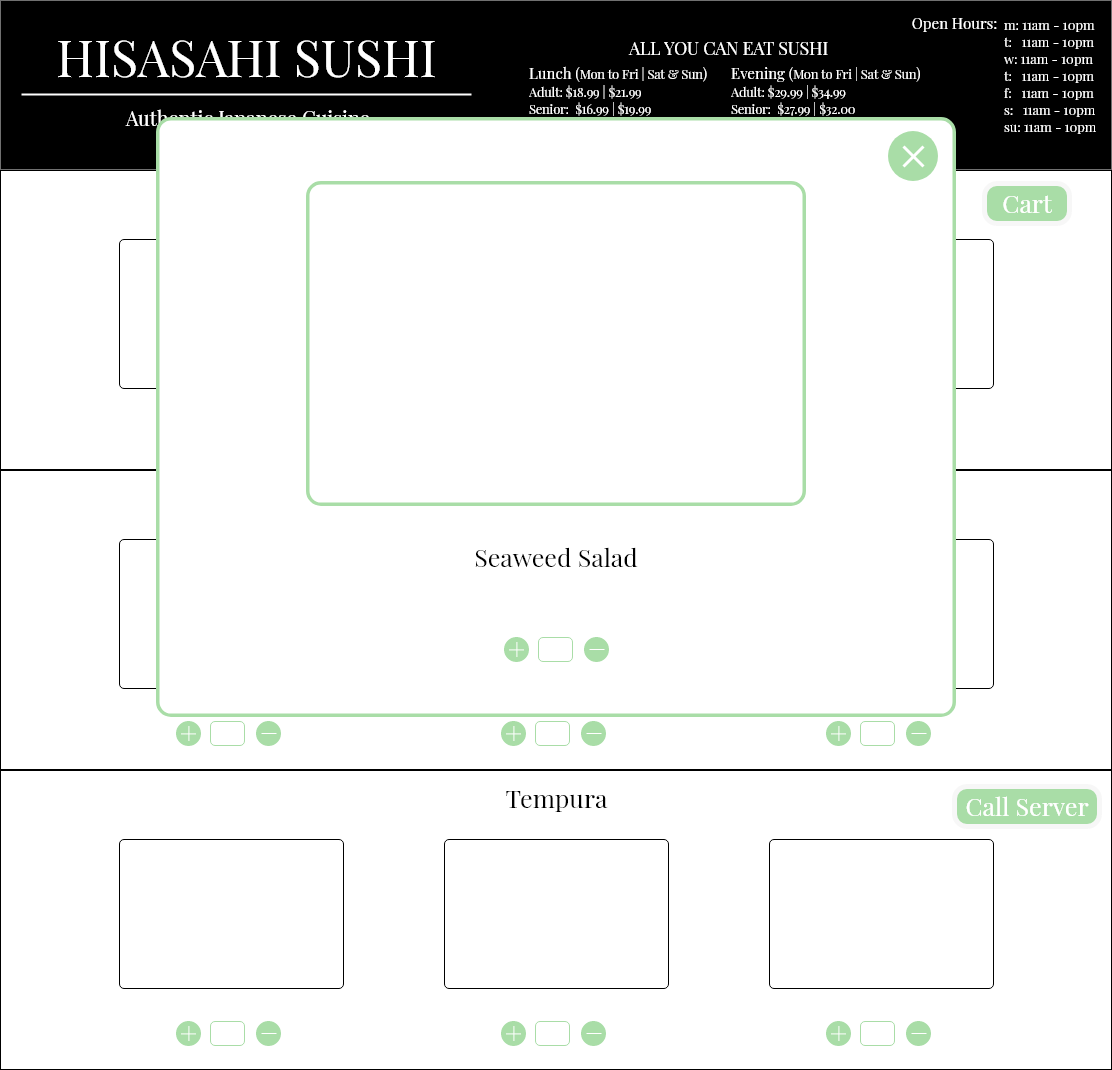 HISASAHI SUSHI
Authentic Japanese Cuisine
ALL YOU CAN EAT SUSHI
Lunch (Mon to Fri | Sat & Sun)
Adult: $18.99 | $21.99
Senior: $16.99 | $19.99
Evening (Mon to Fri | Sat & Sun)
Adult: $29.99 | $34.99
Senior: $27.99 | $32.00
Open Hours:
m: 11am - 10pm
t: 11am - 10pm
w: 11am - 10pm
t: 11am - 10pm
f: 11am - 10pm
s: 11am - 10pm
su: 11am - 10pm
Cart
Seaweed Salad
Tempura
Call Server